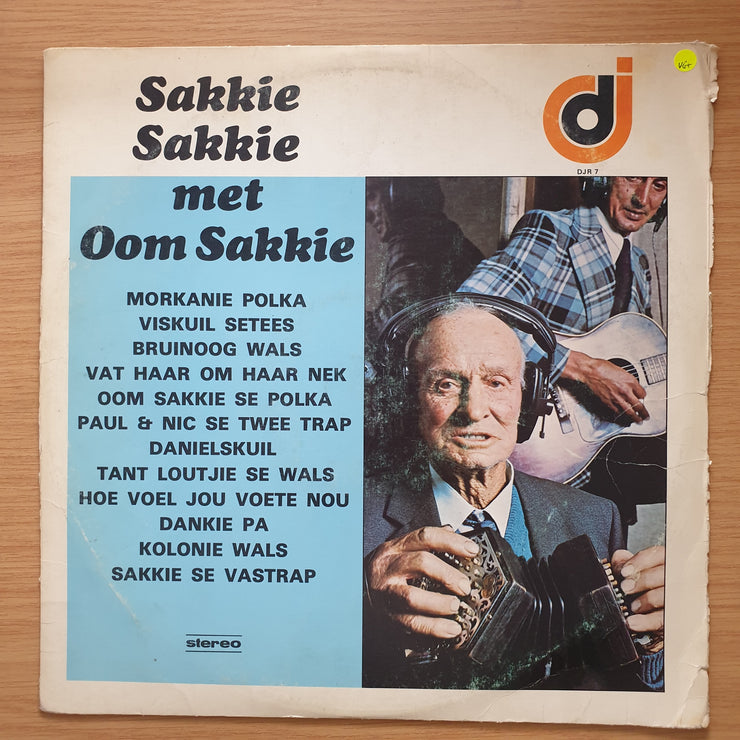 Sakkie
Sakkie
met
Oom Sakkie
dj
DJR 7
VG+
MORKANIE POLKA
VISKUIL SETEES
BRUINOOG WALS
VAT HAAR OM HAAR NEK
OOM SAKKIE SE POLKA
PAUL & NIC SE TWEE TRAP
DANIELSKUIL
TANT LOUTJIE SE WALS
HOE VOEL JOU VOETE NOU
DANKIE PA
KOLONIE WALS
SAKKIE SE VASTRAP
stereo